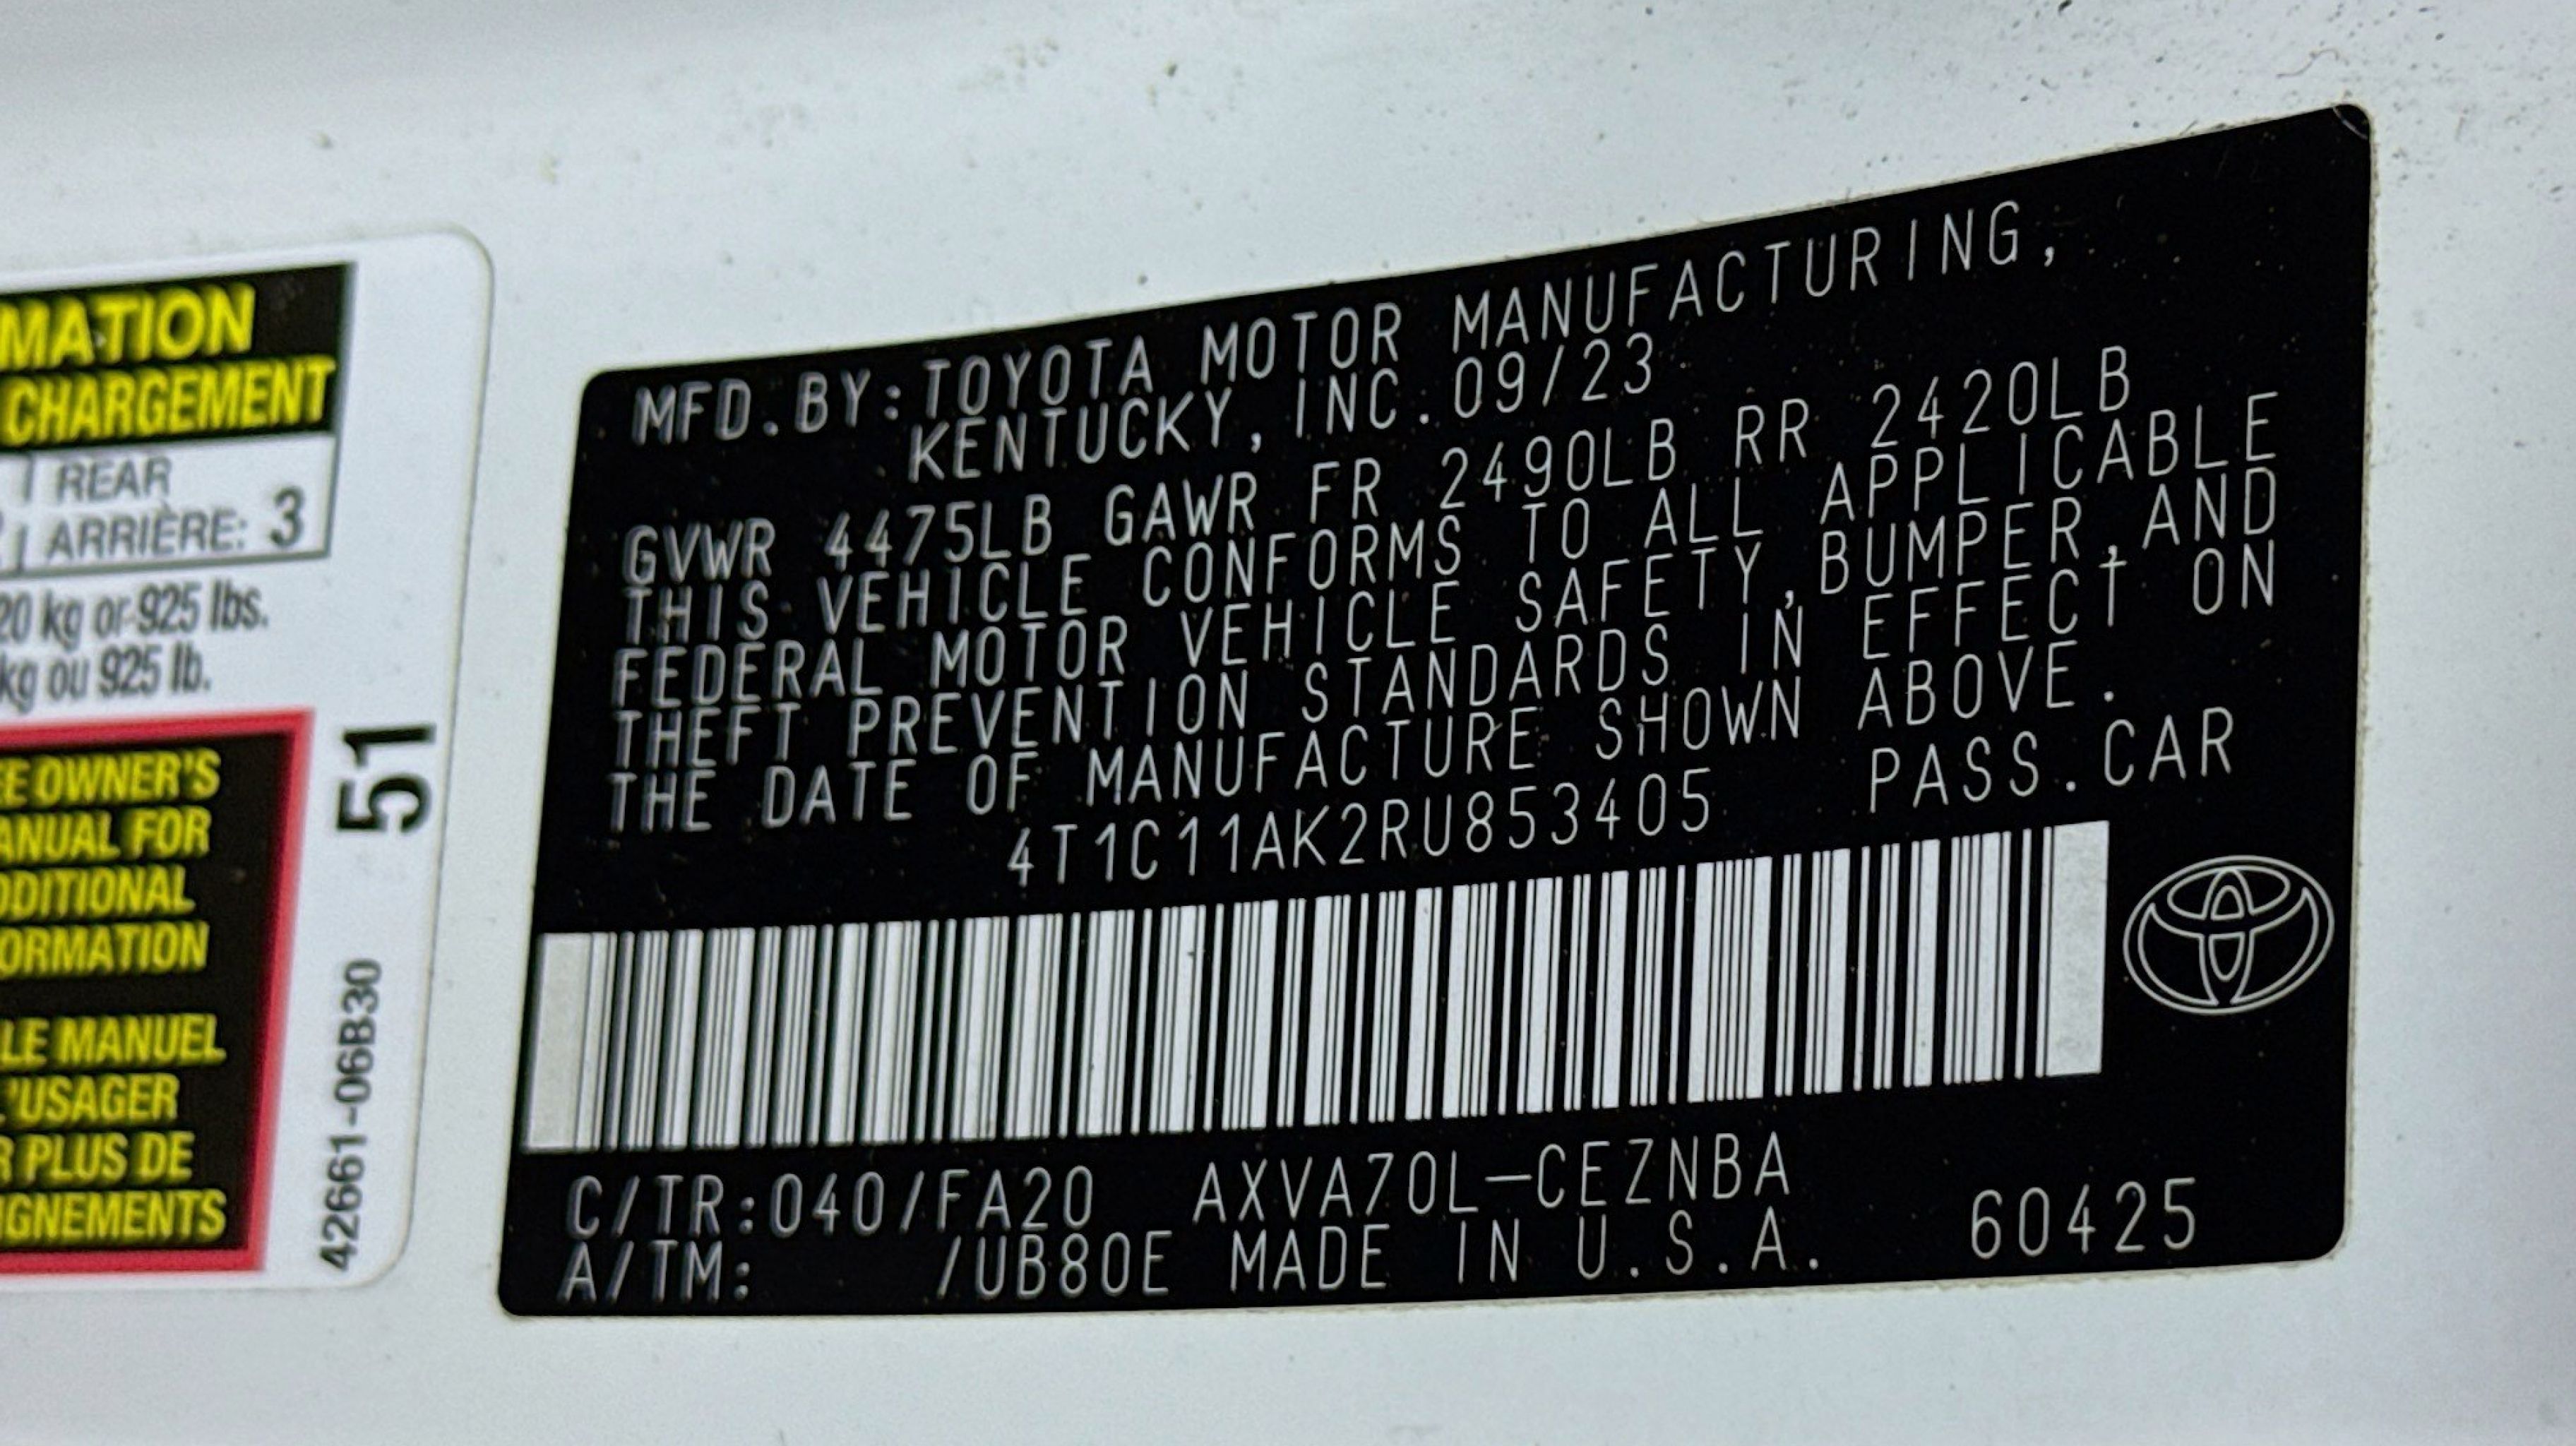 MATION
CHARGEMENT
REAR
ARRIÈRE: 3
20 kg or 925 lbs.
kg ou 925 lb.
EE OWNER'S
ANUAL FOR
DDITIONAL
ORMATION
LE MANUEL
L'USAGER
R PLUS DE
IGNEMENTS
51
42661-06B30
MFD.BY:TOYOTA MOTOR MANUFACTURING,
KENTUCKY, INC.09/23
GVWR 4475LB GAWR FR 2490LB RR 2420LB
THIS VEHICLE CONFORMS TO ALL APPLICABLE
FEDERAL MOTOR VEHICLE SAFETY,BUMPER,AND
THEFT PREVENTION STANDARDS IN EFFECT ON
THE DATE OF MANUFACTURE SHOWN ABOVE.
4T1C11AK2RU853405 PASS.CAR
C/TR:040/FA20 AXVA70L-CEZNBA
A/TM: /UB80E MADE IN U.S.A. 60425